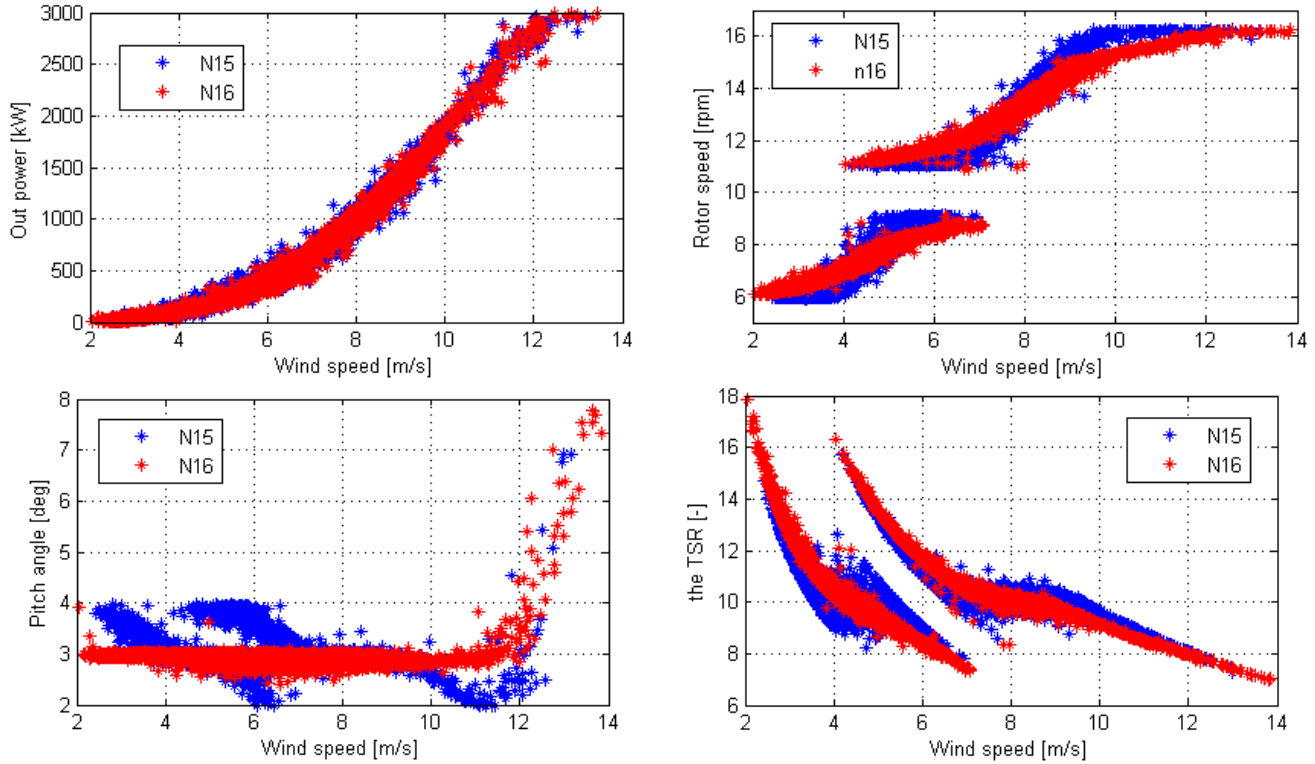 3000
2500
2000
1500
1000
500
0
Out power [kW]
N15
N16
2 4 6 8 10 12 14
Wind speed [m/s]
16
14
12
10
8
6
Rotor speed [rpm]
N15
n16
2 4 6 8 10 12 14
Wind speed [m/s]
8
7
6
5
4
3
2
Pitch angle [deg]
N15
N16
2 4 6 8 10 12 14
Wind speed [m/s]
18
16
14
12
10
8
6
the TSR [-]
N15
N16
2 4 6 8 10 12 14
Wind speed [m/s]